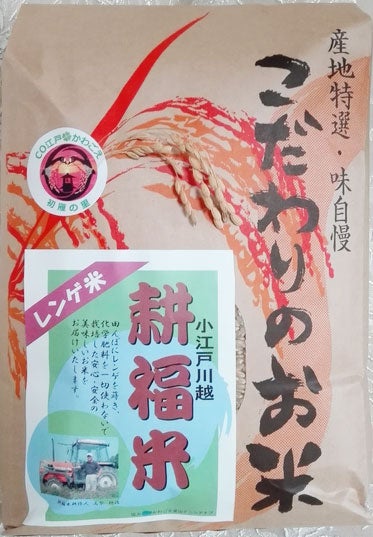 産地特選・味自慢
こだわりのお米
CO江戸かわごえ
初雁の里
レンゲ米
小江戸川越
耕福米
田んぼにレンゲを蒔き、
化学肥料を一切使わないで
栽培した安心・安全の
美味しいお米を
お届けいたします。